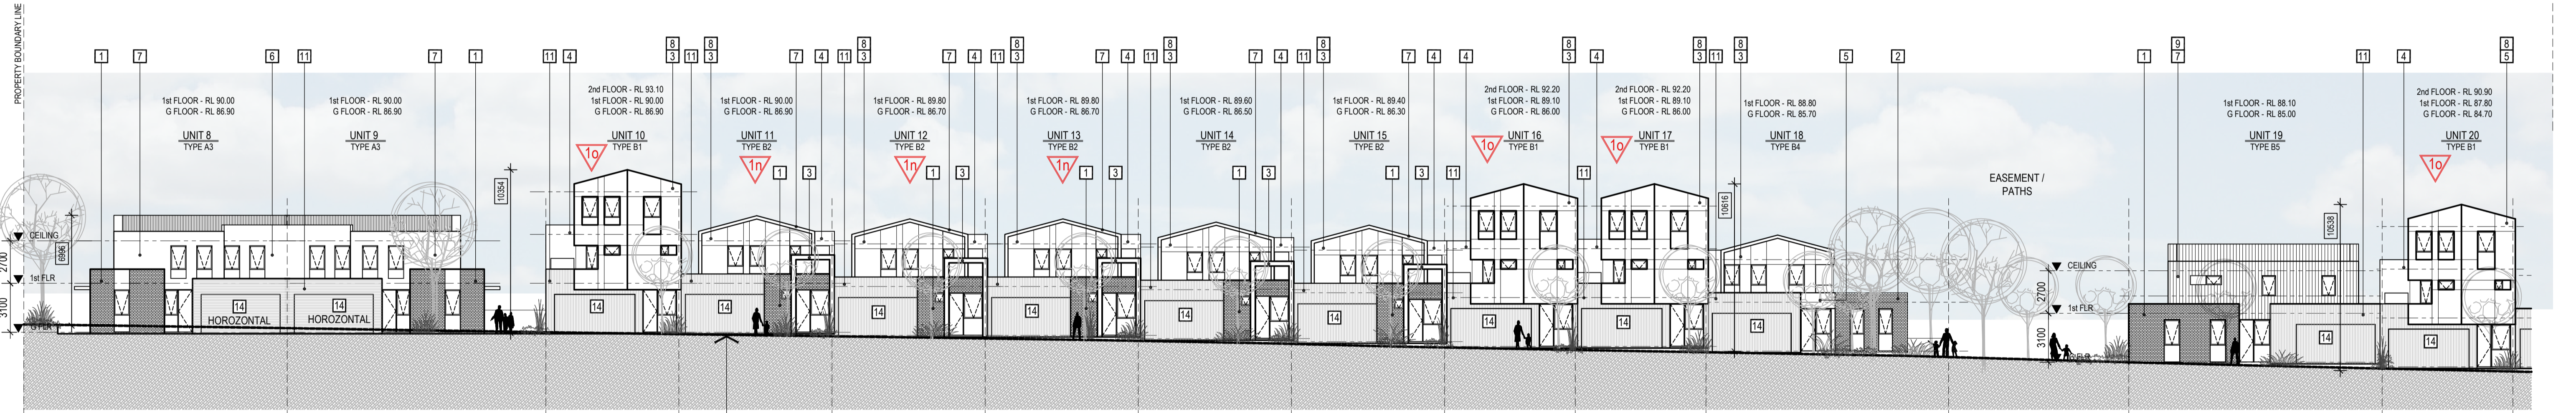 PROPERTY BOUNDARY LINE
1
7
6
11
7
1
11
4
8
3
11
8
3
7
4
11
8
3
7
4
11
8
3
7
4
11
8
3
7
4
11
8
3
7
4
4
8
3
4
8
3
11
8
3
5
2
1
9
7
11
4
8
5
1st FLOOR - RL 90.00
G FLOOR - RL 86.90
UNIT 8
TYPE A3
1st FLOOR - RL 90.00
G FLOOR - RL 86.90
UNIT 9
TYPE A3
2nd FLOOR - RL 93.10
1st FLOOR - RL 90.00
G FLOOR - RL 86.90
UNIT 10
TYPE B1
1o
1st FLOOR - RL 90.00
G FLOOR - RL 86.90
UNIT 11
TYPE B2
1n
1st FLOOR - RL 89.80
G FLOOR - RL 86.70
UNIT 12
TYPE B2
1n
1st FLOOR - RL 89.80
G FLOOR - RL 86.70
UNIT 13
TYPE B2
1n
1st FLOOR - RL 89.60
G FLOOR - RL 86.50
UNIT 14
TYPE B2
1st FLOOR - RL 89.40
G FLOOR - RL 86.30
UNIT 15
TYPE B2
2nd FLOOR - RL 92.20
1st FLOOR - RL 89.10
G FLOOR - RL 86.00
UNIT 16
TYPE B1
1o
2nd FLOOR - RL 92.20
1st FLOOR - RL 89.10
G FLOOR - RL 86.00
UNIT 17
TYPE B1
1o
1st FLOOR - RL 88.80
G FLOOR - RL 85.70
UNIT 18
TYPE B4
EASEMENT /
PATHS
1st FLOOR - RL 88.10
G FLOOR - RL 85.00
UNIT 19
TYPE B5
2nd FLOOR - RL 90.90
1st FLOOR - RL 87.80
G FLOOR - RL 84.70
UNIT 20
TYPE B1
1o
1
3
1
3
1
3
1
3
1
3
11
11
10354
10616
10538
6996
CEILING
2700
1st FLR
3100
G FLR
CEILING
2700
1st FLR
3100
14
HOROZONTAL
14
HOROZONTAL
14
14
14
14
14
14
14
14
14
14
14